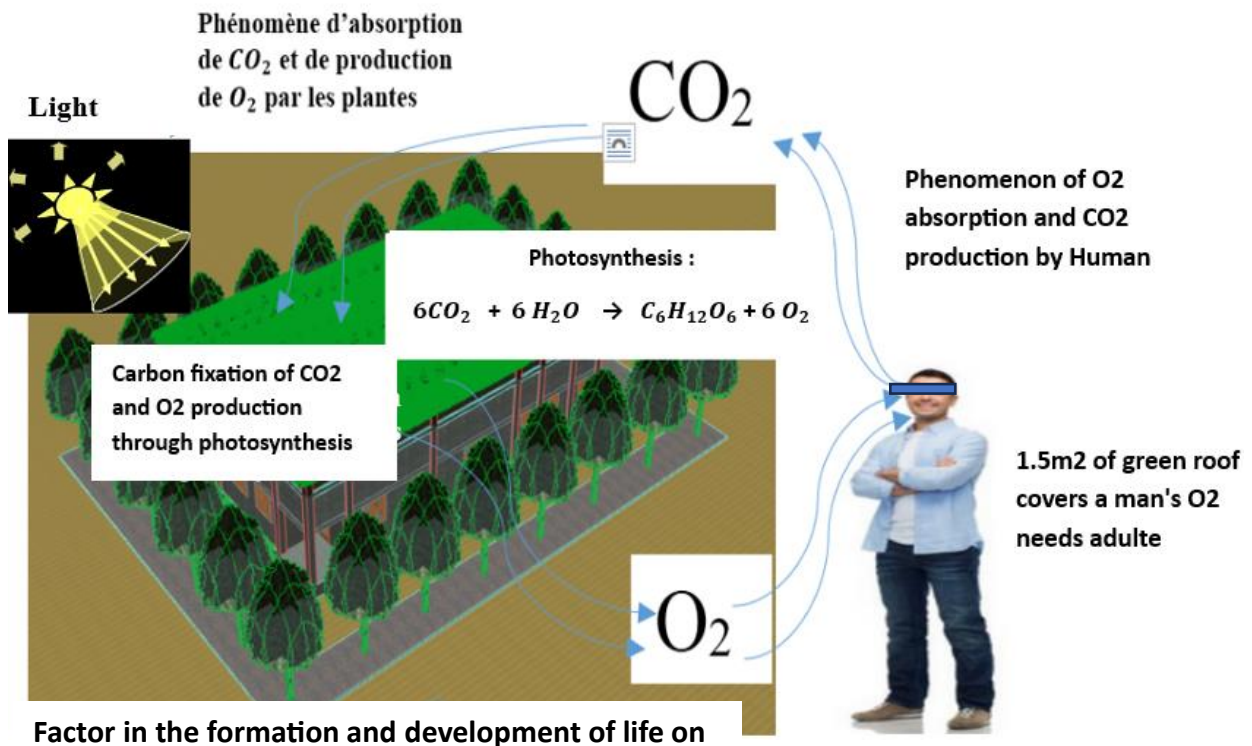 Phénomène d'absorption
de CO₂ et de production
de O₂ par les plantes
Light
CO₂
Phenomenon of O2
absorption and CO2
production by Human
Photosynthesis :
6CO₂ + 6 H₂O → C₆H₁₂O₆ + 6 O₂
Carbon fixation of CO2
and O2 production
through photosynthesis
1.5m2 of green roof
covers a man's O2
needs adulte
O₂
Factor in the formation and development of life on